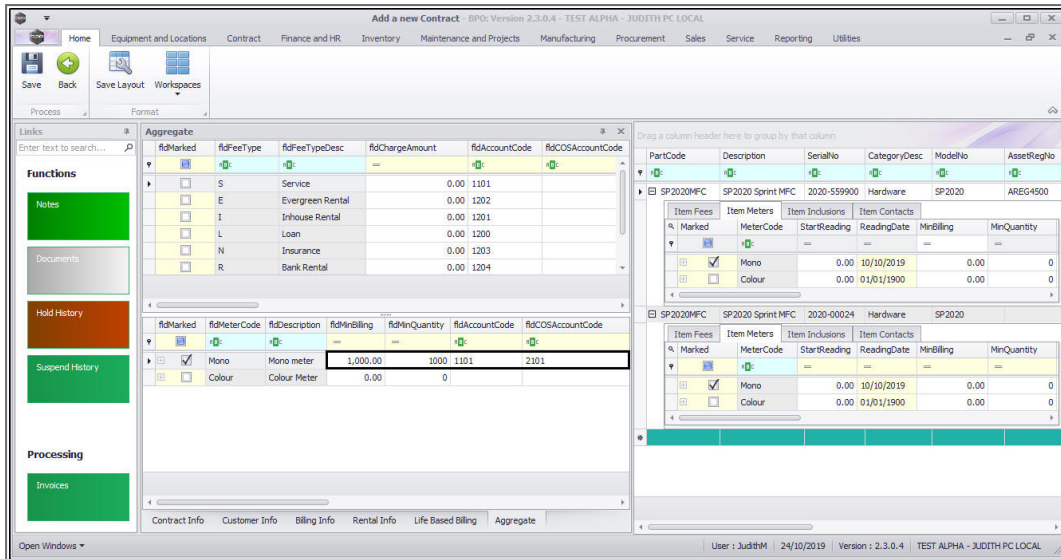 Add a new Contract - BPO: Version 2.3.0.4 - TEST ALPHA - JUDITH PC LOCAL
Home Equipment and Locations Contract Finance and HR Inventory Maintenance and Projects Manufacturing Procurement Sales Service Reporting Utilities
Save Back Save Layout Workspaces
Process Format
Links
Enter text to search...
Functions
Notes
Documents
Hold History
Suspend History
Processing
Invoices
Aggregate
fldMarked fldFeeType fldFeeTypeDesc fldChargeAmount fldAccountCode fldCOSAccountCode
S Service 0.00 1101
E Evergreen Rental 0.00 1202
I Inhouse Rental 0.00 1201
L Loan 0.00 1200
N Insurance 0.00 1203
R Bank Rental 0.00 1204
fldMarked fldMeterCode fldDescription fldMinBilling fldMinQuantity fldAccountCode fldCOSAccountCode
Mono Mono meter 1,000.00 1000 1101 2101
Colour Colour Meter 0.00 0
Contract Info Customer Info Billing Info Rental Info Life Based Billing Aggregate
Drag a column header here to group by that column
PartCode Description SerialNo CategoryDesc ModelNo AssetRegNo
SP2020MFC SP2020 Sprint MFC 2020-559900 Hardware SP2020 AREG4500
Item Fees Item Meters Item Inclusions Item Contacts
Marked MeterCode StartReading ReadingDate MinBilling MinQuantity
Mono 0.00 10/10/2019 0.00 0
Colour 0.00 01/01/1900 0.00 0
SP2020MFC SP2020 Sprint MFC 2020-00024 Hardware SP2020
Item Fees Item Meters Item Inclusions Item Contacts
Marked MeterCode StartReading ReadingDate MinBilling MinQuantity
Mono 0.00 10/10/2019 0.00 0
Colour 0.00 01/01/1900 0.00 0
Open Windows User : JudithM 24/10/2019 Version : 2.3.0.4 TEST ALPHA - JUDITH PC LOCAL